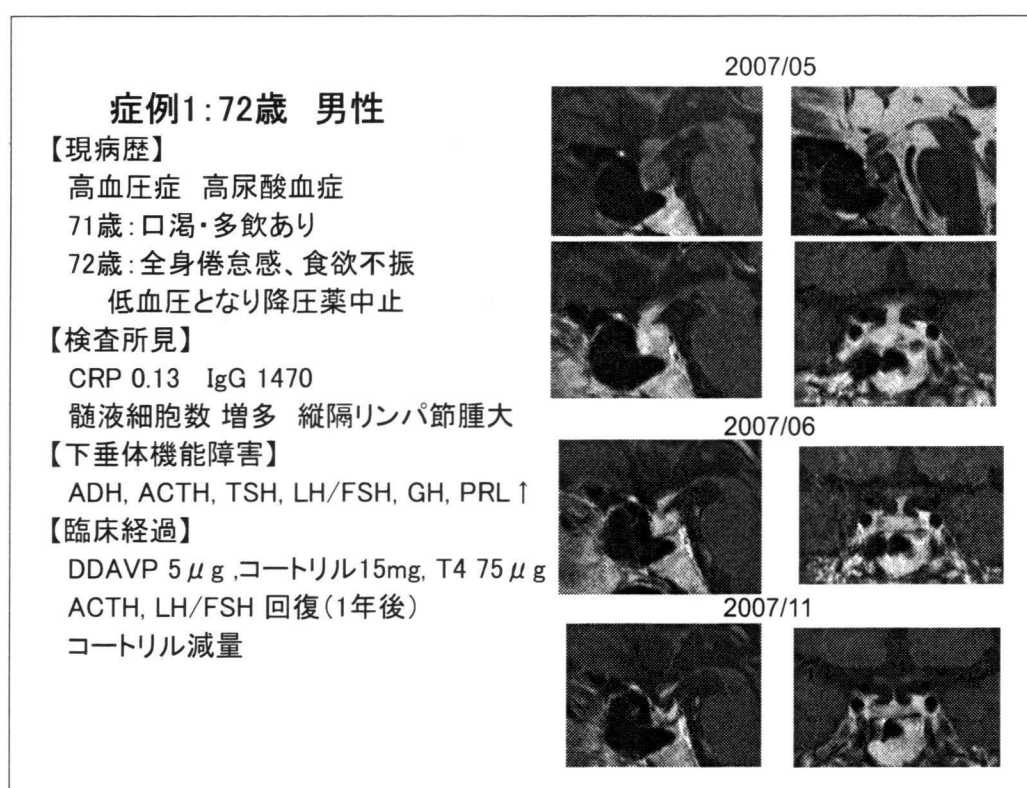 症例1:72歳 男性
【現病歴】
高血圧症 高尿酸血症
71歳:口渇・多飲あり
72歳:全身倦怠感、食欲不振
低血圧となり降圧薬中止
【検査所見】
CRP 0.13 IgG 1470
髄液細胞数 増多 縦隔リンパ節腫大
【下垂体機能障害】
ADH, ACTH, TSH, LH/FSH, GH, PRL↑
【臨床経過】
DDAVP 5μg ,コートリル15mg, T4 75μg
ACTH, LH/FSH 回復(1年後)
コートリル減量
2007/05
2007/06
2007/11